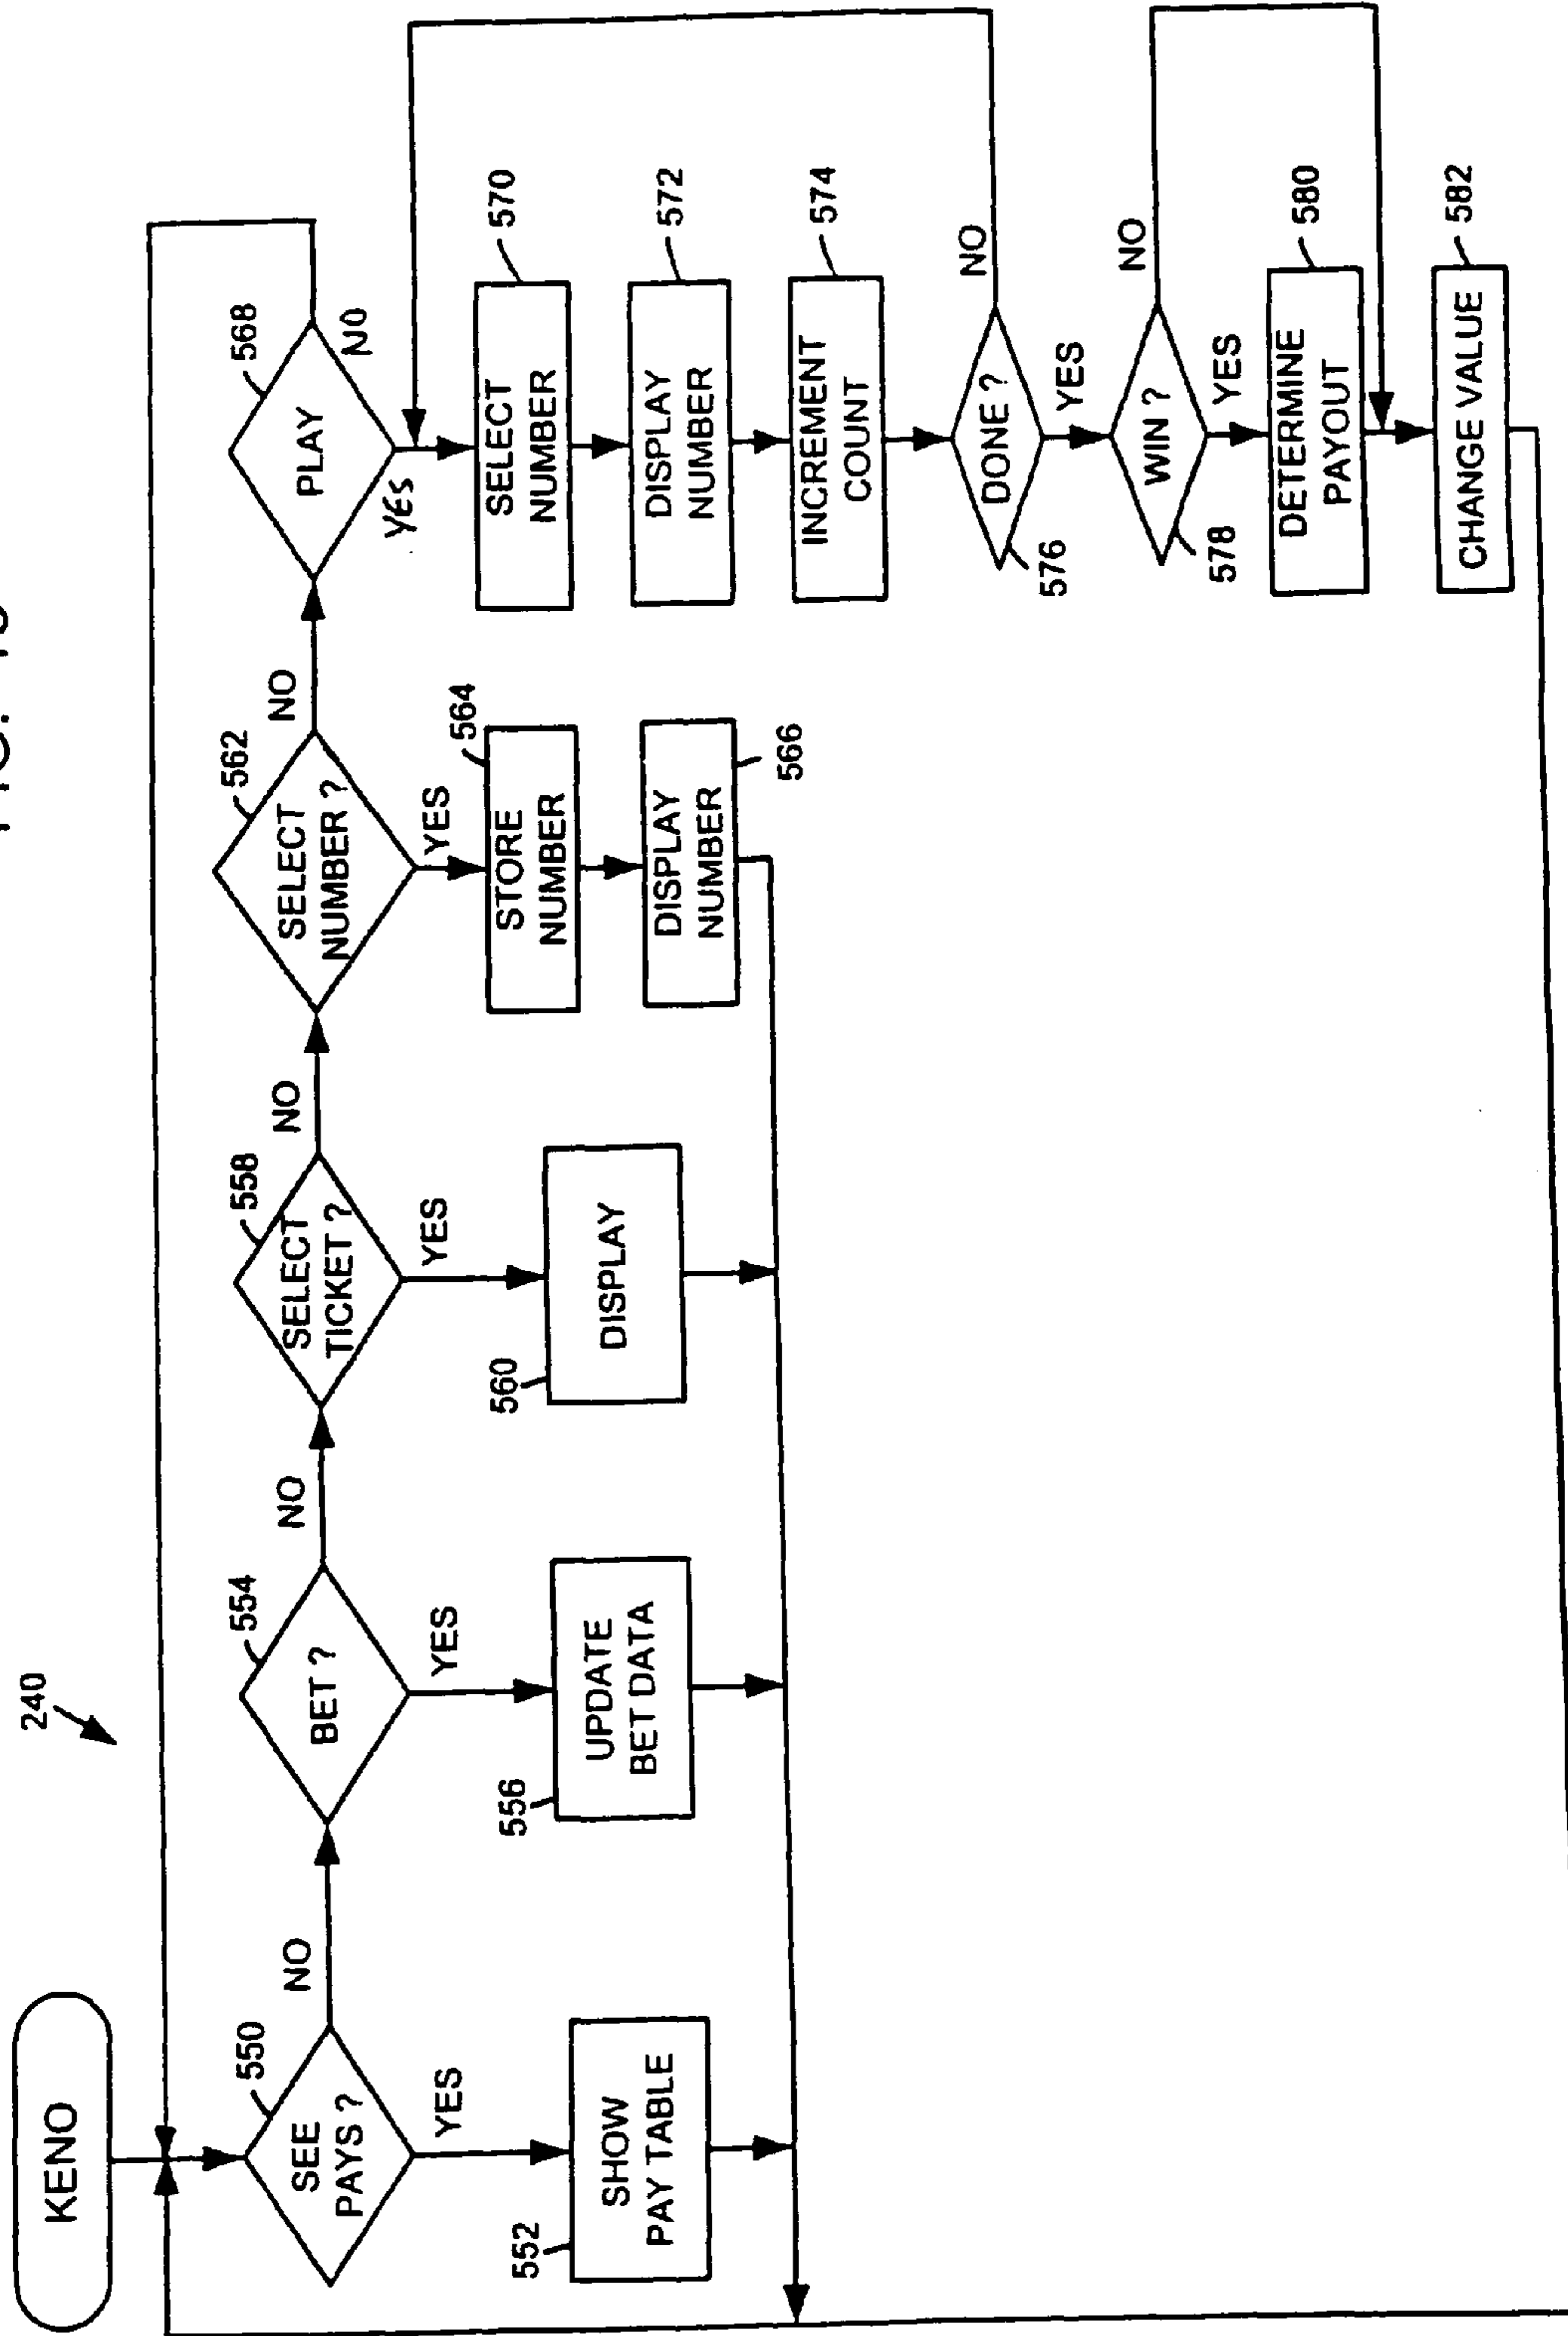 240
KENO
550
SEE
PAYS ?
NO
YES
552
SHOW
PAY TABLE
554
BET ?
NO
YES
556
UPDATE
BET DATA
558
SELECT
TICKET ?
NO
YES
560
DISPLAY
562
SELECT
NUMBER ?
NO
YES
564
STORE
NUMBER
566
DISPLAY
NUMBER
568
PLAY
NO
YES
570
SELECT
NUMBER
572
DISPLAY
NUMBER
574
INCREMENT
COUNT
576
DONE ?
NO
YES
578
WIN ?
NO
YES
580
DETERMINE
PAYOUT
582
CHANGE VALUE